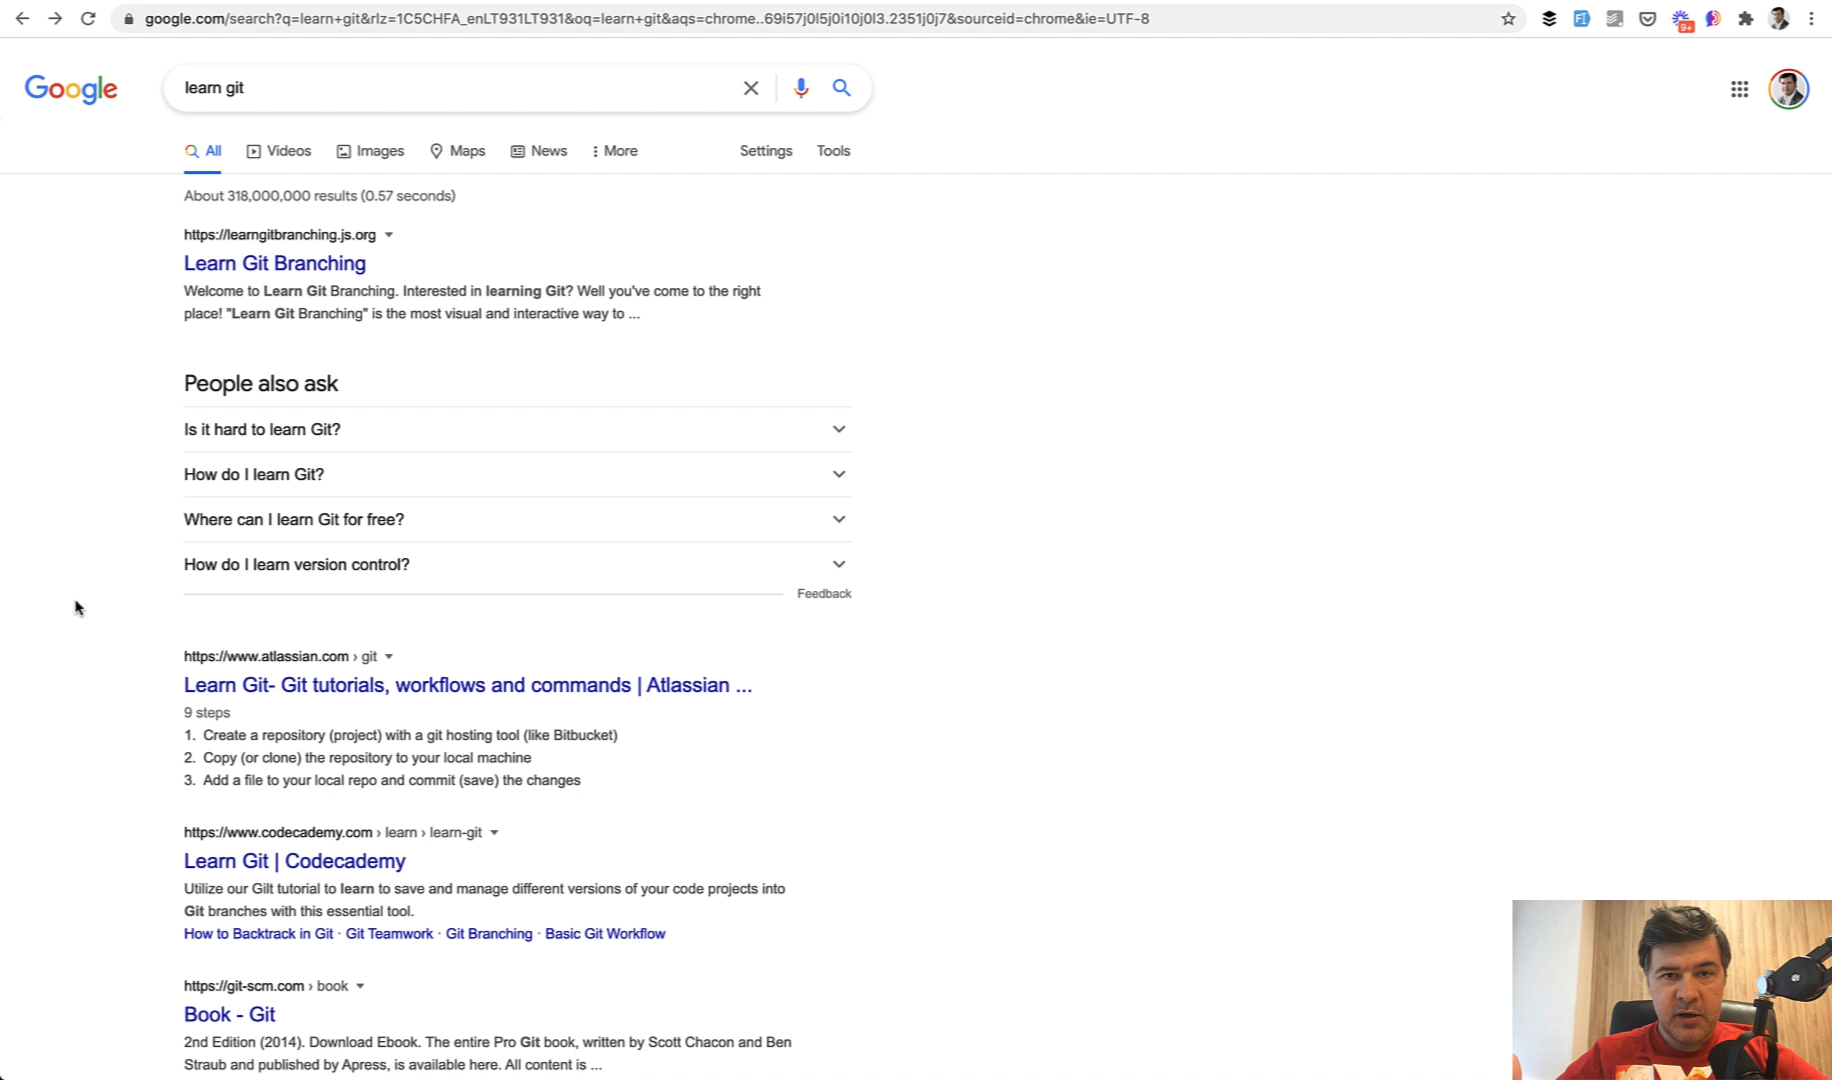 google.com/search?q=learn+git&rlz=1C5CHFA_enLT931LT931&oq=learn+git&aqs=chrome..69i57j0l5j0i10j0l3.2351j0j7&sourceid=chrome&ie=UTF-8
9+
Google
learn git
All
Videos
Images
Maps
News
More
Settings
Tools
About 318,000,000 results (0.57 seconds)
https://learngitbranching.js.org
Learn Git Branching
Welcome to Learn Git Branching. Interested in learning Git? Well you've come to the right
place! "Learn Git Branching" is the most visual and interactive way to ...
People also ask
Is it hard to learn Git?
How do I learn Git?
Where can I learn Git for free?
How do I learn version control?
Feedback
https://www.atlassian.com › git
Learn Git- Git tutorials, workflows and commands | Atlassian ...
9 steps
1. Create a repository (project) with a git hosting tool (like Bitbucket)
2. Copy (or clone) the repository to your local machine
3. Add a file to your local repo and commit (save) the changes
https://www.codecademy.com › learn › learn-git
Learn Git | Codecademy
Utilize our Gilt tutorial to learn to save and manage different versions of your code projects into
Git branches with this essential tool.
How to Backtrack in Git · Git Teamwork · Git Branching · Basic Git Workflow
https://git-scm.com › book
Book - Git
2nd Edition (2014). Download Ebook. The entire Pro Git book, written by Scott Chacon and Ben
Straub and published by Apress, is available here. All content is ...